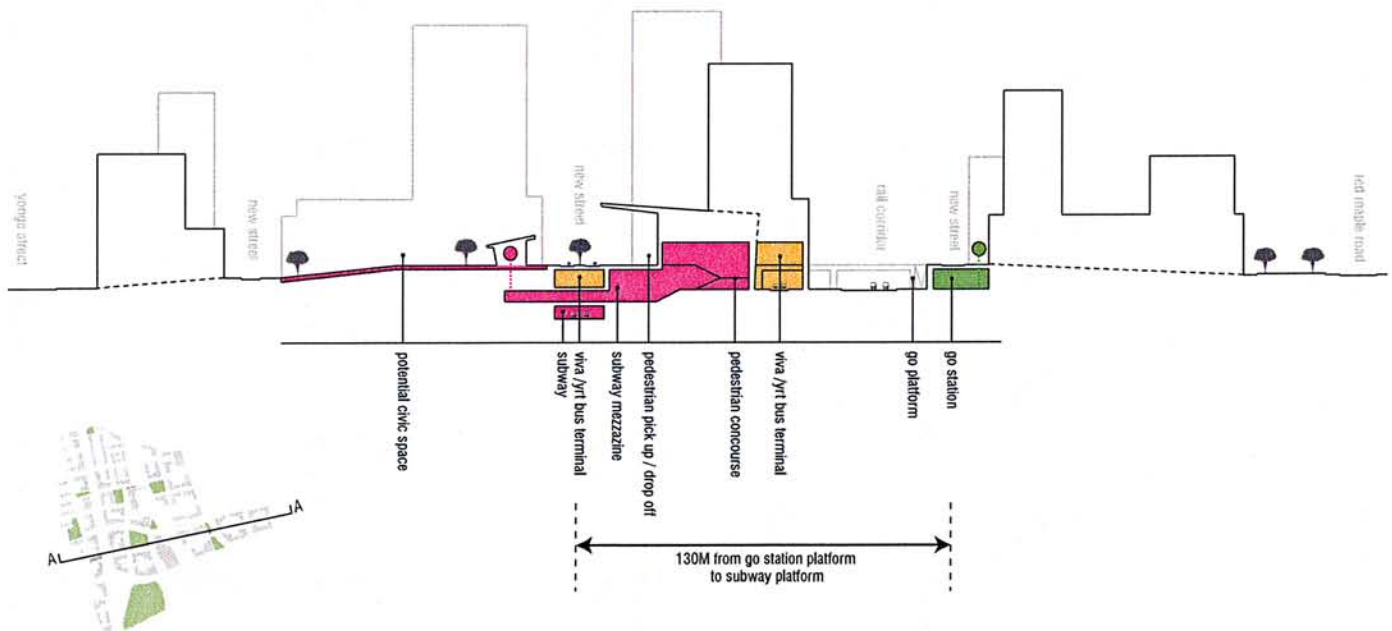 yonge street
new street
new street
rail corridor
new street
red maple road
potential civic space
subway
viva /yrt bus terminal
subway mezzazine
pedestrian pick up / drop off
pedestrian concourse
viva /yrt bus terminal
go platform
go station
A
A
130M from go station platform
to subway platform